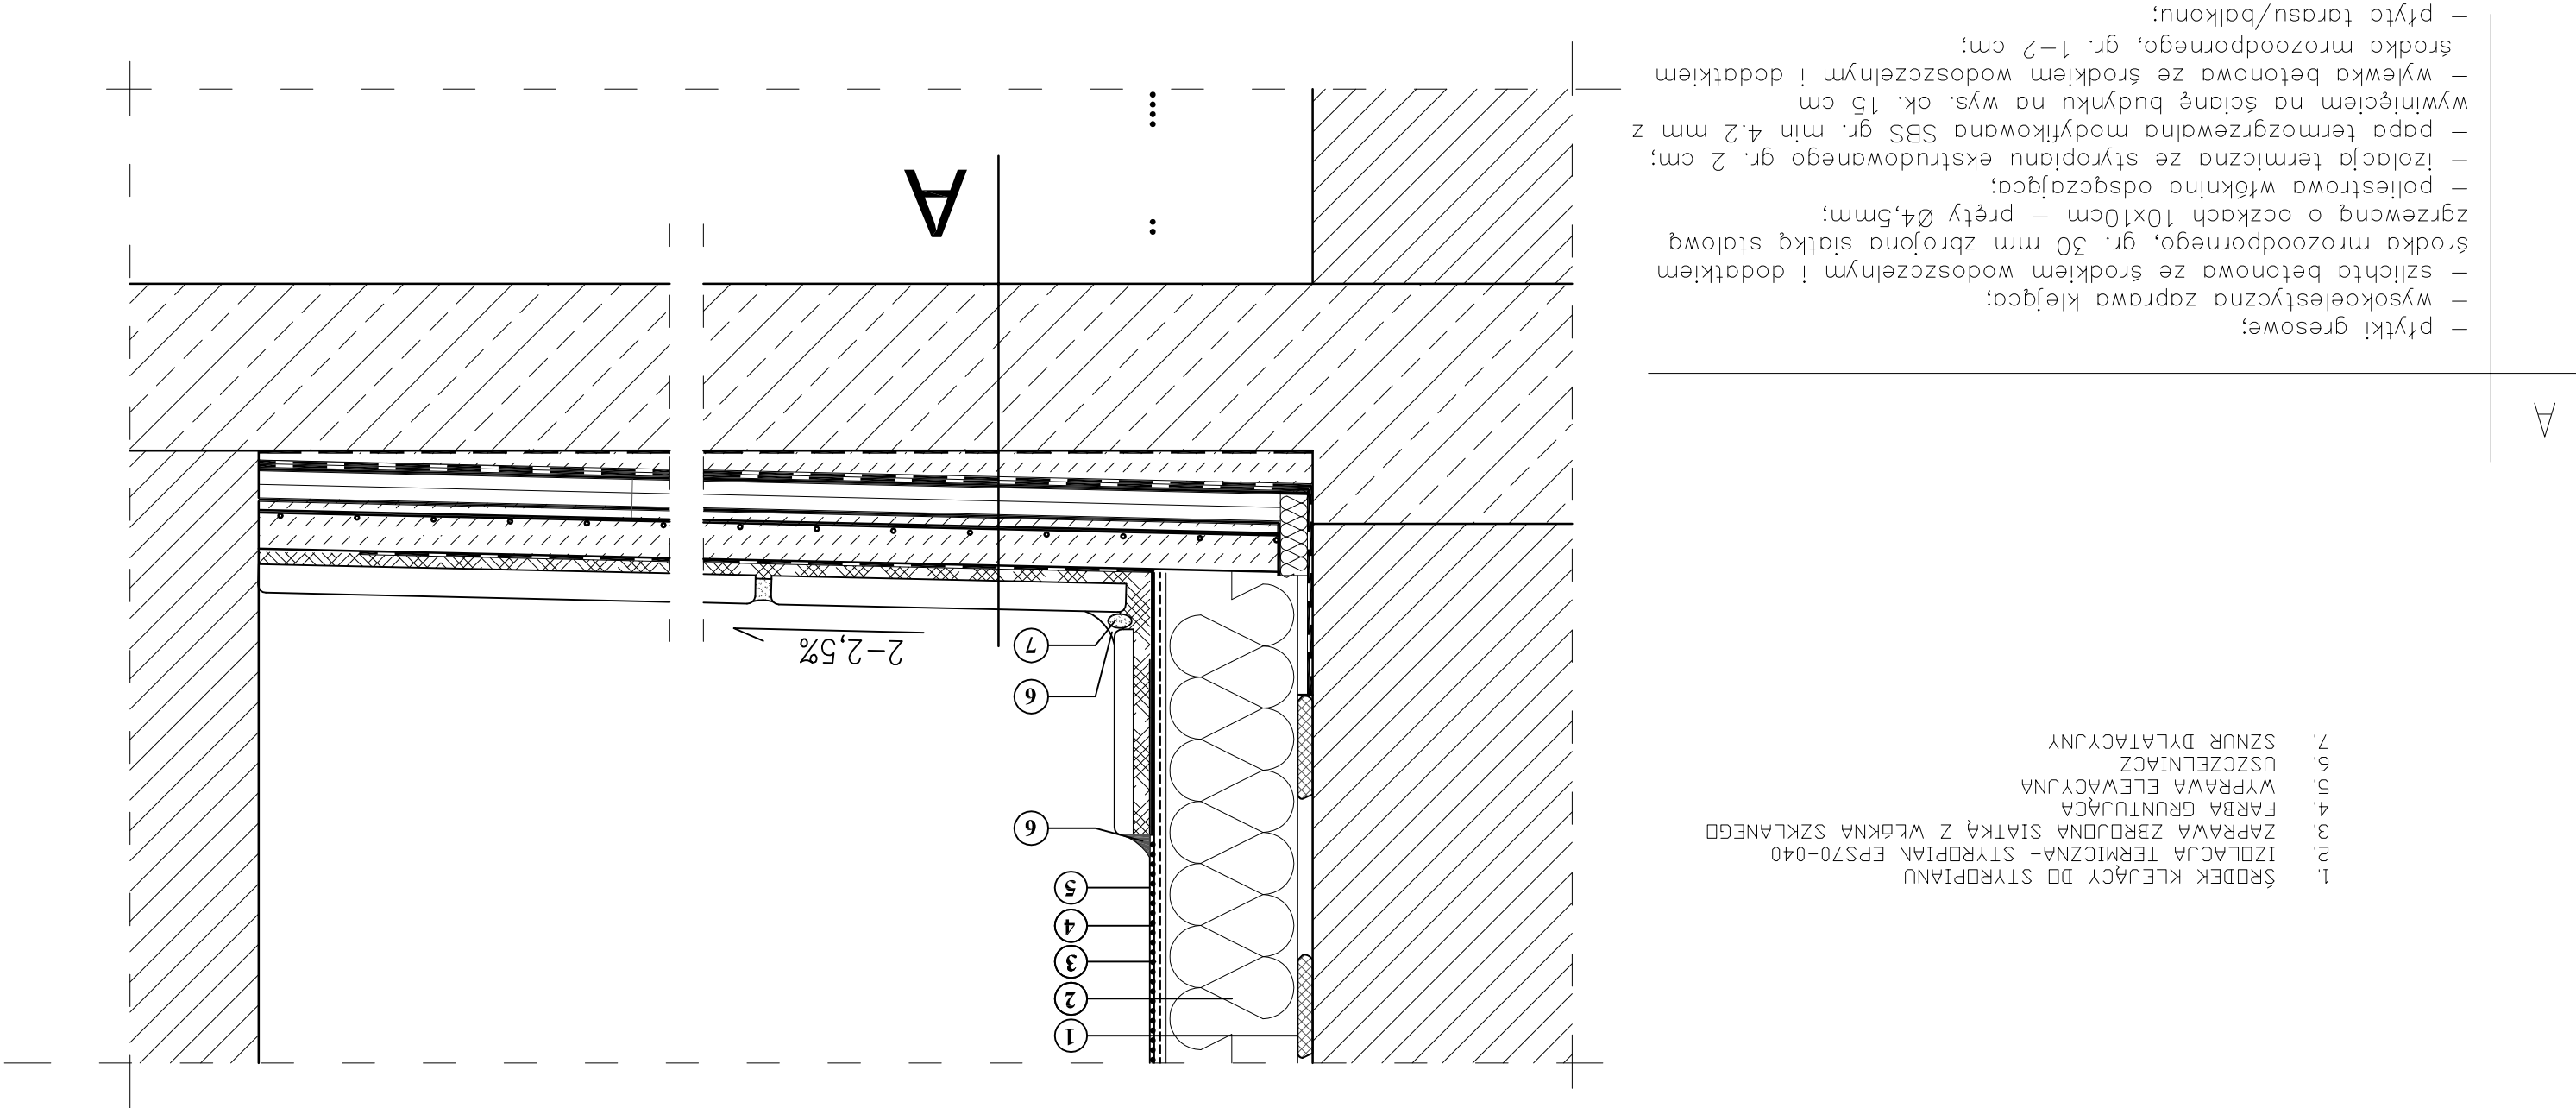 1. ŚRODEK KLEJĄCY DO STYROPIANU
2. IZOLACJA TERMICZNA- STYROPIAN EPS70-040
3. ZAPRAWA ZBROJONA SIATKĄ Z WŁÓKNA SZKLANEGO
4. FARBA GRUNTUJĄCA
5. WYPRAWA ELEWACYJNA
6. USZCZELNIACZ
7. SZNUR DYLATACYJNY
A
– płytki gresowe;
– wysokoelestyczna zaprawa klejąca;
– szlichta betonowa ze środkiem wodoszczelnym i dodatkiem
środka mrozoodpornego, gr. 30 mm zbrojona siatką stalową
zgrzewaną o oczkach 10x10cm – pręty Ø4,5mm;
– poliestrowa włóknina odsączająca;
– izolacja termiczna ze styropianu ekstrudowanego gr. 2 cm;
– papa termozgrzewalna modyfikowana SBS gr. min 4.2 mm z
wywinięciem na ścianę budynku na wys. ok. 15 cm
– wylewka betonowa ze środkiem wodoszczelnym i dodatkiem
środka mrozoodpornego, gr. 1–2 cm;
– płyta tarasu/balkonu;
1
2
3
4
5
6
6
7
2–2,5%
A